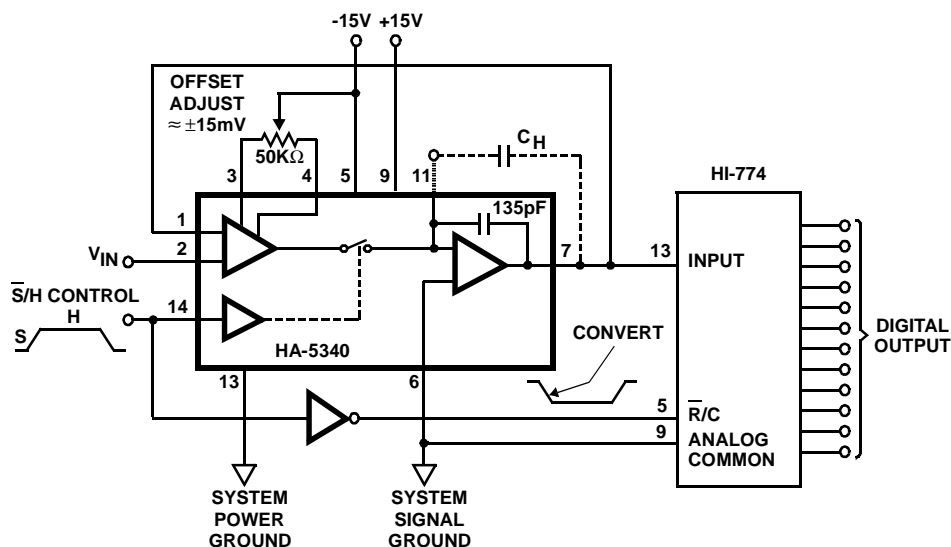 -15V
+15V
OFFSET
ADJUST
≈ ±15mV
50KΩ
CH
3
4
5
9
11
HI-774
135pF
1
2
VIN
7
13
INPUT
S̅/H CONTROL
H
S
14
HA-5340
CONVERT
DIGITAL
OUTPUT
13
6
5
R̅/C
9
ANALOG
COMMON
SYSTEM
POWER
GROUND
SYSTEM
SIGNAL
GROUND